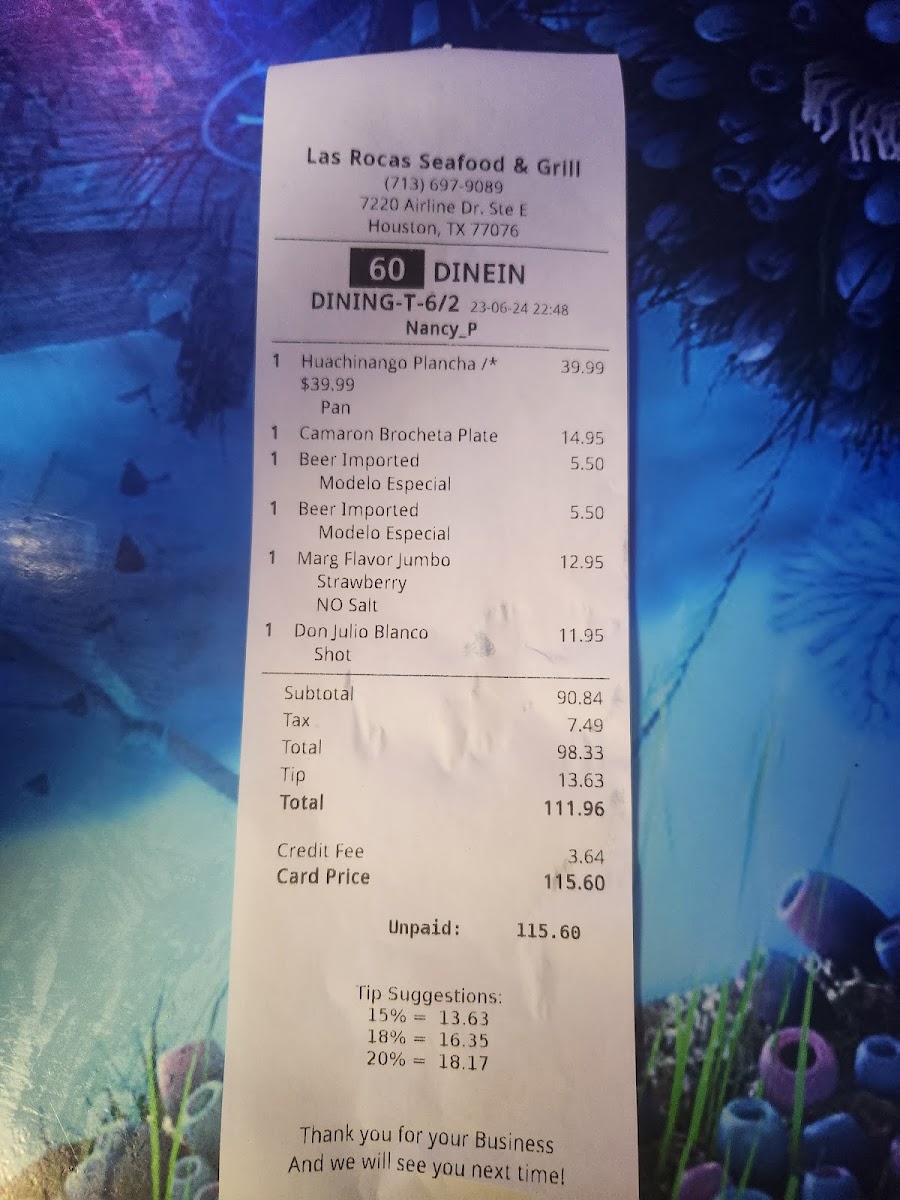 Las Rocas Seafood & Grill
(713) 697-9089
7220 Airline Dr. Ste E
Houston, TX 77076
60 DINEIN
DINING-T-6/2 23-06-24 22:48
Nancy_P
1 Huachinango Plancha /* 39.99
$39.99
Pan
1 Camaron Brocheta Plate 14.95
1 Beer Imported 5.50
Modelo Especial
1 Beer Imported 5.50
Modelo Especial
1 Marg Flavor Jumbo 12.95
Strawberry
NO Salt
1 Don Julio Blanco 11.95
Shot
Subtotal 90.84
Tax 7.49
Total 98.33
Tip 13.63
Total 111.96
Credit Fee 3.64
Card Price 115.60
Unpaid: 115.60
Tip Suggestions:
15% = 13.63
18% = 16.35
20% = 18.17
Thank you for your Business
And we will see you next time!